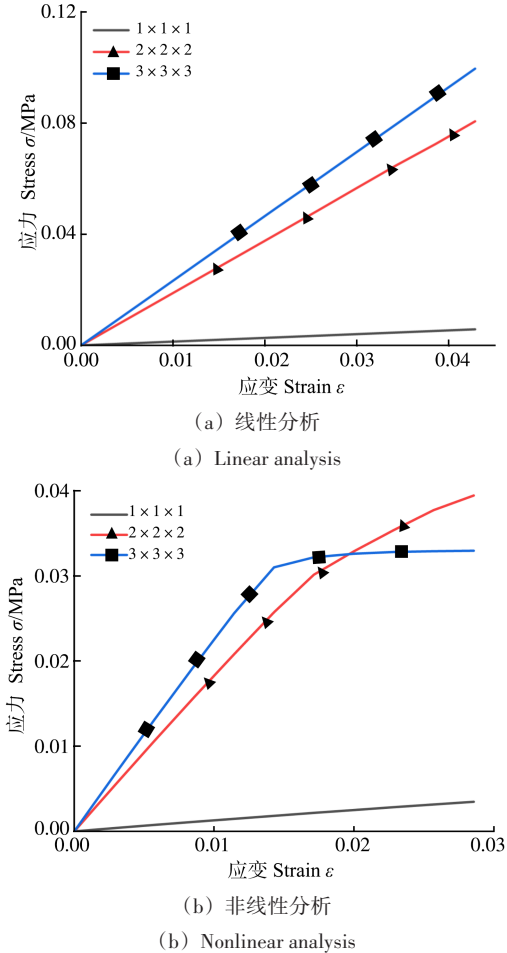 0.12
1×1×1
2×2×2
3×3×3
0.08
0.04
0.00
应力 Stress σ/MPa
0.00 0.01 0.02 0.03 0.04
应变 Strain ε
（a）线性分析
（a）Linear analysis
0.04
1×1×1
2×2×2
3×3×3
0.03
0.02
0.01
0.00
应力 Stress σ/MPa
0.00 0.01 0.02 0.03
应变 Strain ε
（b）非线性分析
（b）Nonlinear analysis